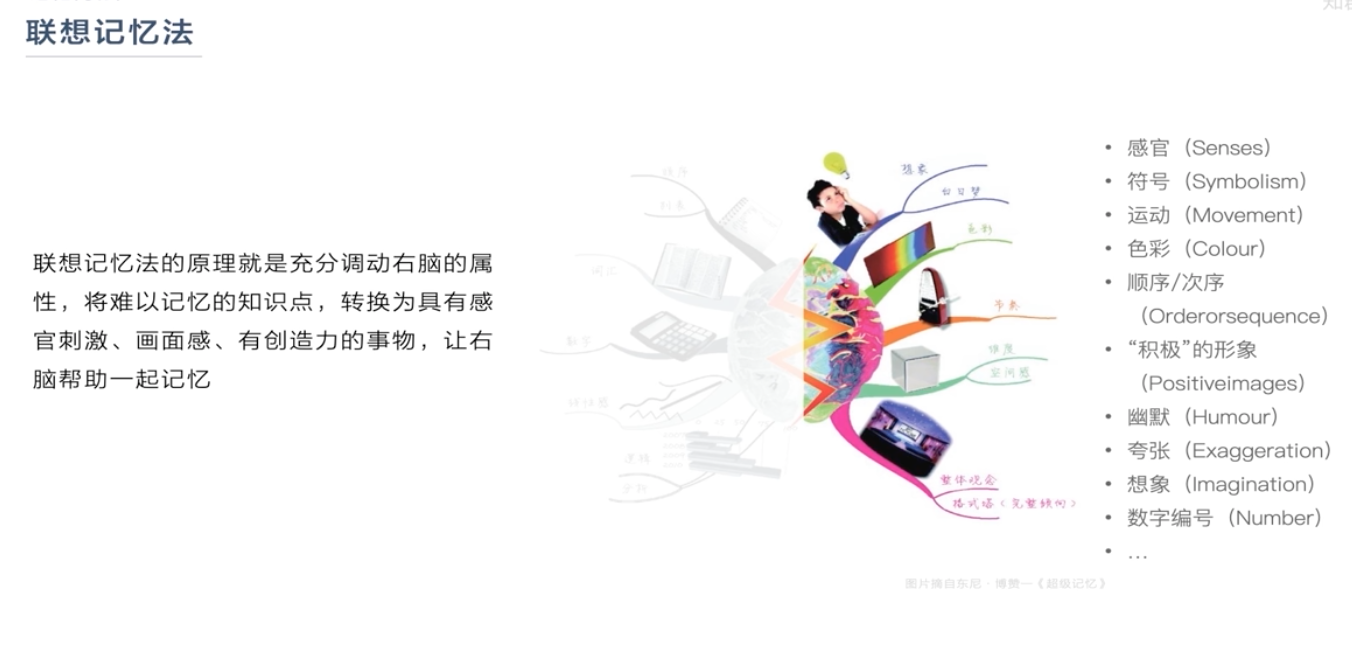 联想记忆法
联想记忆法的原理就是充分调动右脑的属
性，将难以记忆的知识点，转换为具有感
官刺激、画面感、有创造力的事物，让右
脑帮助一起记忆
顺序
列表
词汇
数字
逻辑
分析
想象
白日梦
色彩
节奏
维度
空间感
整体观念
格式塔（完整倾向）
• 感官（Senses）
• 符号（Symbolism）
• 运动（Movement）
• 色彩（Colour）
• 顺序/次序
（Orderorsequence）
• “积极”的形象
（Positiveimages）
• 幽默（Humour）
• 夸张（Exaggeration）
• 想象（Imagination）
• 数字编号（Number）
• ...
图片摘自东尼·博赞—《超级记忆》